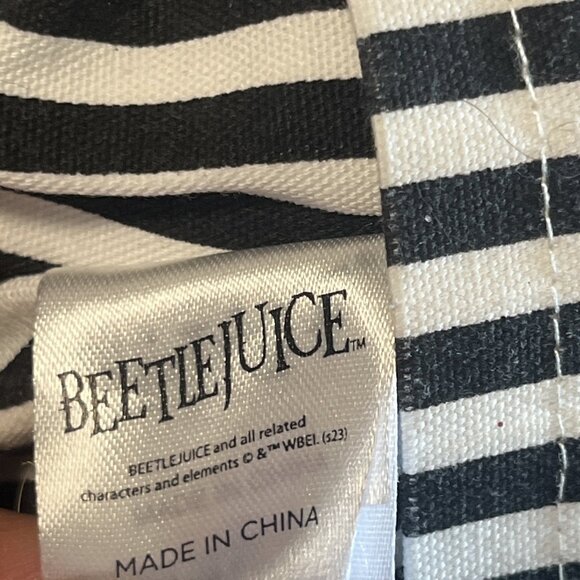 BEETLEJUICE™
BEETLEJUICE and all related
characters and elements © & ™ WBEI. (s23)
MADE IN CHINA